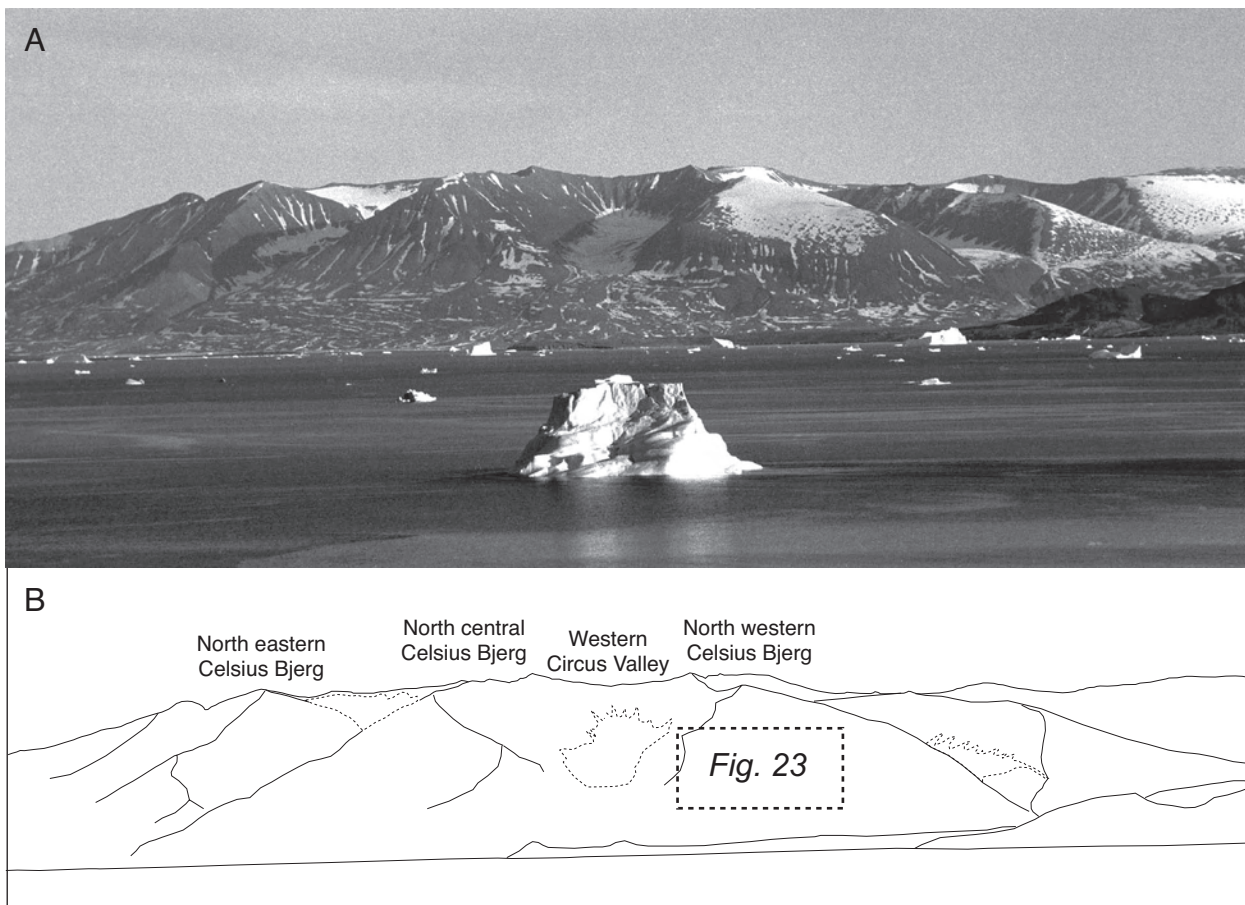 A
B
North eastern
Celsius Bjerg
North central
Celsius Bjerg
Western
Circus Valley
North western
Celsius Bjerg
Fig. 23